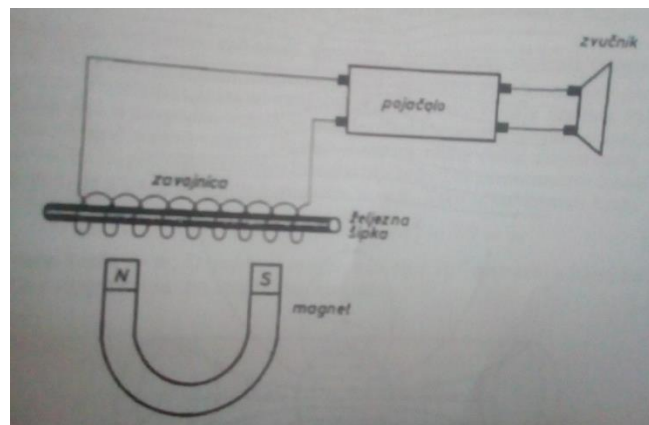 zvučnik
pojačalo
zavojnica
željezna
šipka
N
S
magnet